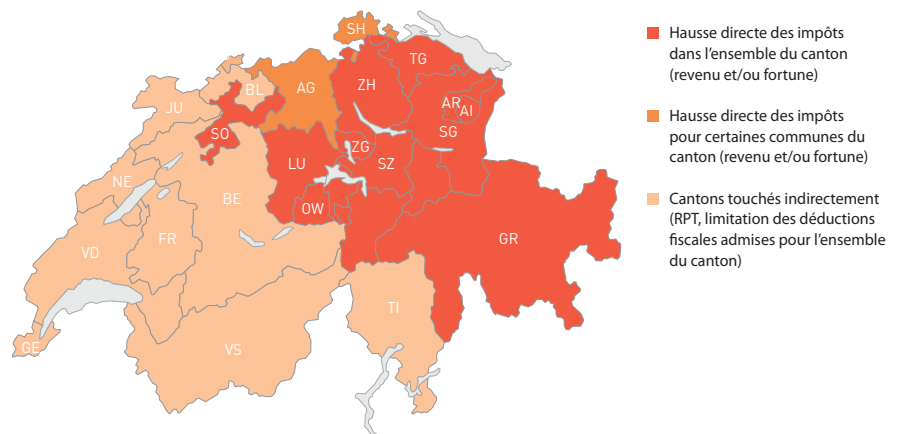 SH
TG
ZH
BL
AG
JU
AR
AI
SO
SG
ZG
LU
SZ
NE
BE
OW
FR
GR
VD
TI
GE
VS
Hausse directe des impôts
dans l'ensemble du canton
(revenu et/ou fortune)
Hausse directe des impôts
pour certaines communes du
canton (revenu et/ou fortune)
Cantons touchés indirectement
(RPT, limitation des déductions
fiscales admises pour l'ensemble
du canton)